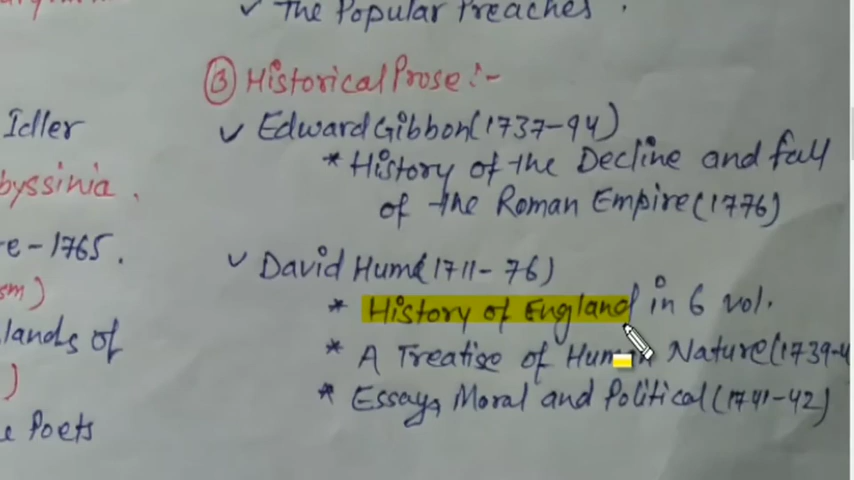 ✓ The Popular Preaches .
③ Historical Prose :-
✓ Edward Gibbon (1737-94)
* History of the Decline and fall
of the Roman Empire (1776)
✓ David Hume (1711-76)
* History of England in 6 vol.
* A Treatise of Human Nature (1739-4
* Essay, Moral and Political (1741-42)
Idler
byssinia .
e-1765 .
sm)
lands of
)
e Poets